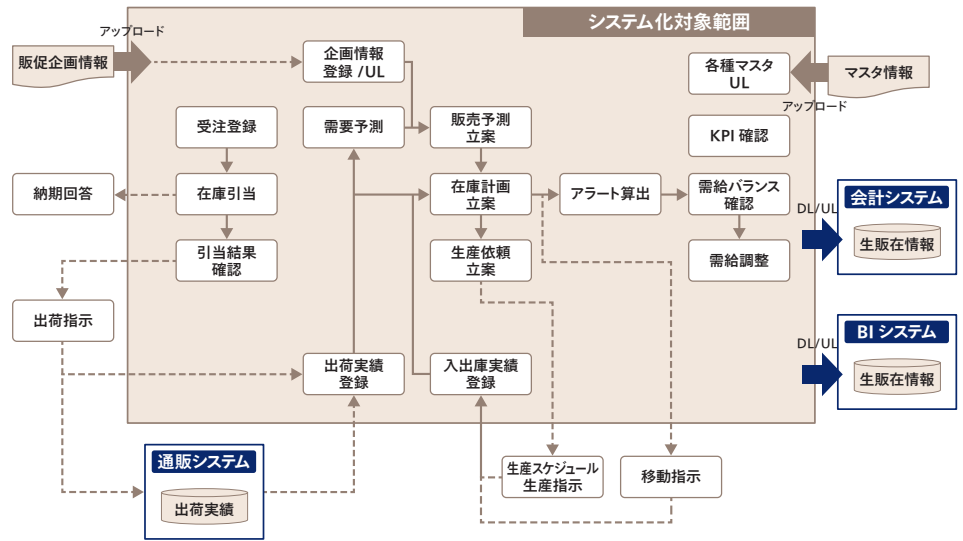 システム化対象範囲
アップロード
販促企画情報
企画情報
登録 /UL
各種マスタ
UL
マスタ情報
アップロード
受注登録
需要予測
販売予測
立案
KPI 確認
納期回答
在庫引当
在庫計画
立案
アラート算出
需給バランス
確認
DL/UL
会計システム
生販在情報
引当結果
確認
生産依頼
立案
需給調整
出荷指示
出荷実績
登録
入出庫実績
登録
DL/UL
BI システム
生販在情報
通販システム
出荷実績
生産スケジュール
生産指示
移動指示